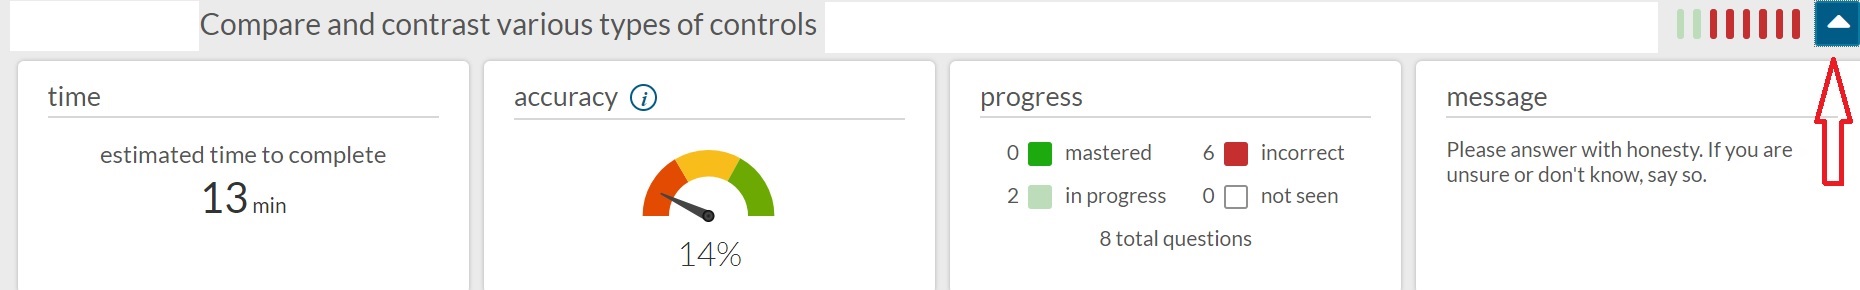 Compare and contrast various types of controls
time
estimated time to complete
13 min
accuracy i
14%
progress
0 mastered 6 incorrect
2 in progress 0 not seen
8 total questions
message
Please answer with honesty. If you are
unsure or don't know, say so.